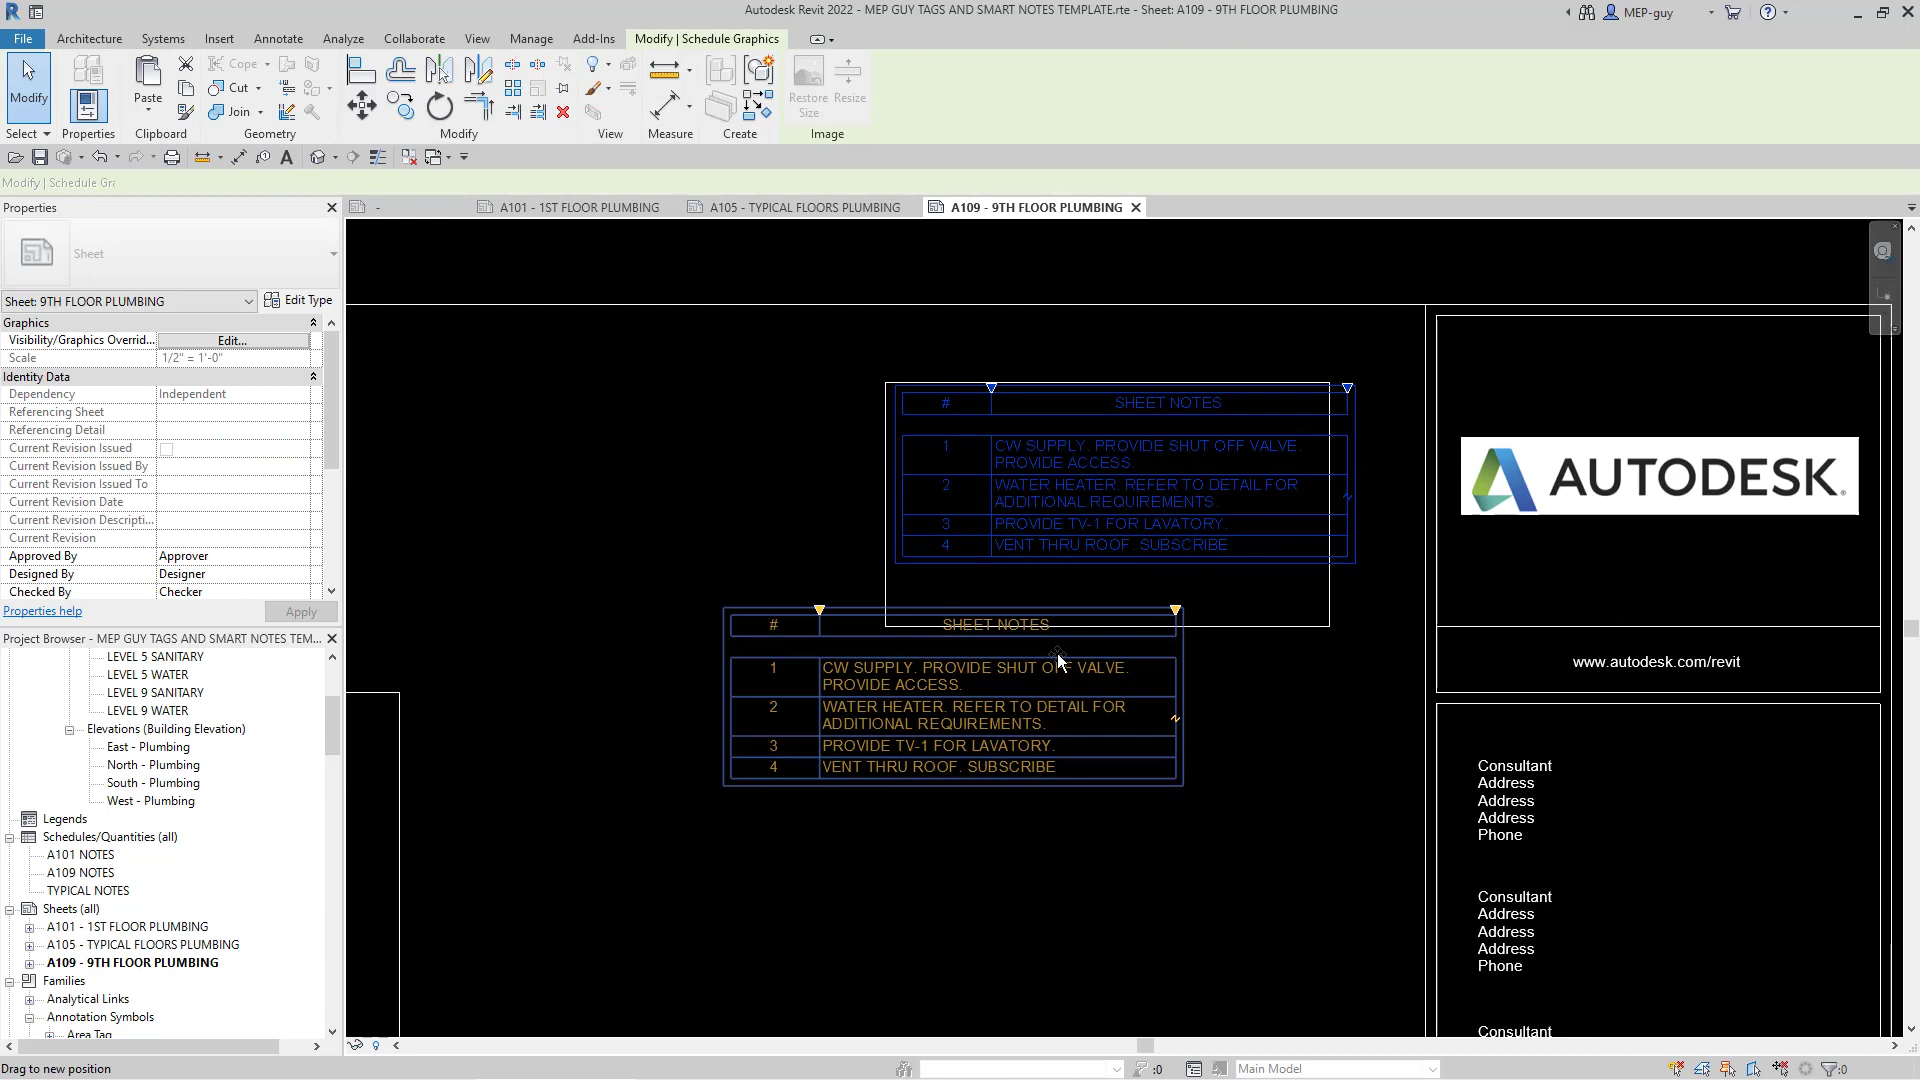 Autodesk Revit 2022 - MEP GUY TAGS AND SMART NOTES TEMPLATE.rte - Sheet: A109 - 9TH FLOOR PLUMBING
MEP-guy
File Architecture Systems Insert Annotate Analyze Collaborate View Manage Add-Ins Modify | Schedule Graphics
Modify
Paste
Cope
Cut
Join
Restore Size
Resize
Select Properties Clipboard Geometry Modify View Measure Create Image
Modify | Schedule Gra
Properties
- A101 - 1ST FLOOR PLUMBING A105 - TYPICAL FLOORS PLUMBING A109 - 9TH FLOOR PLUMBING
Sheet
Sheet: 9TH FLOOR PLUMBING Edit Type
Graphics
Visibility/Graphics Overrid... Edit...
Scale 1/2" = 1'-0"
Identity Data
Dependency Independent
Referencing Sheet
Referencing Detail
Current Revision Issued
Current Revision Issued By
Current Revision Issued To
Current Revision Date
Current Revision Descripti...
Current Revision
Approved By Approver
Designed By Designer
Checked By Checker
Properties help Apply
Project Browser - MEP GUY TAGS AND SMART NOTES TEM...
LEVEL 5 SANITARY
LEVEL 5 WATER
LEVEL 9 SANITARY
LEVEL 9 WATER
Elevations (Building Elevation)
East - Plumbing
North - Plumbing
South - Plumbing
West - Plumbing
Legends
Schedules/Quantities (all)
A101 NOTES
A109 NOTES
TYPICAL NOTES
Sheets (all)
A101 - 1ST FLOOR PLUMBING
A105 - TYPICAL FLOORS PLUMBING
A109 - 9TH FLOOR PLUMBING
Families
Analytical Links
Annotation Symbols
Area Tag
# SHEET NOTES
1 CW SUPPLY. PROVIDE SHUT OFF VALVE.
PROVIDE ACCESS.
2 WATER HEATER. REFER TO DETAIL FOR
ADDITIONAL REQUIREMENTS.
3 PROVIDE TV-1 FOR LAVATORY.
4 VENT THRU ROOF. SUBSCRIBE
# SHEET NOTES
1 CW SUPPLY. PROVIDE SHUT OFF VALVE.
PROVIDE ACCESS.
2 WATER HEATER. REFER TO DETAIL FOR
ADDITIONAL REQUIREMENTS.
3 PROVIDE TV-1 FOR LAVATORY.
4 VENT THRU ROOF. SUBSCRIBE
AUTODESK.
www.autodesk.com/revit
Consultant
Address
Address
Address
Phone
Consultant
Address
Address
Address
Phone
Consultant
Drag to new position
:0
Main Model
:0